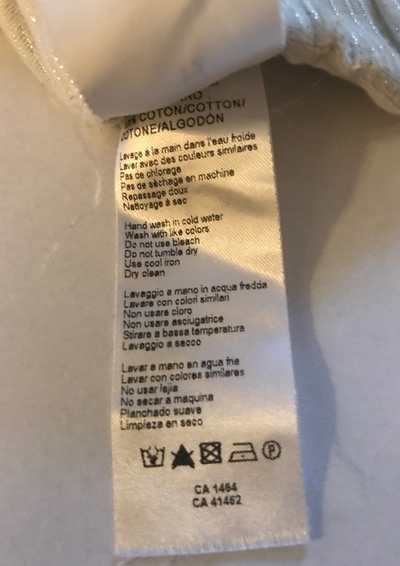 COTON/COTTON/
COTONE/ALGODÓN
Lavage à la main dans l'eau froide
Laver avec des couleurs similaires
Pas de chlorage
Pas de séchage en machine
Repassage doux
Nettoyage à sec
Hand wash in cold water
Wash with like colors
Do not use bleach
Do not tumble dry
Use cool iron
Dry clean
Lavaggio a mano in acqua fredda
Lavare con colori similari
Non usare cloro
Non usare asciugatrice
Stirare a bassa temperatura
Lavaggio a secco
Lavar a mano en agua fria
Lavar con colores similares
No usar lejia
No secar a maquina
Planchado suave
Limpieza en seco
P
CA 1464
CA 41462